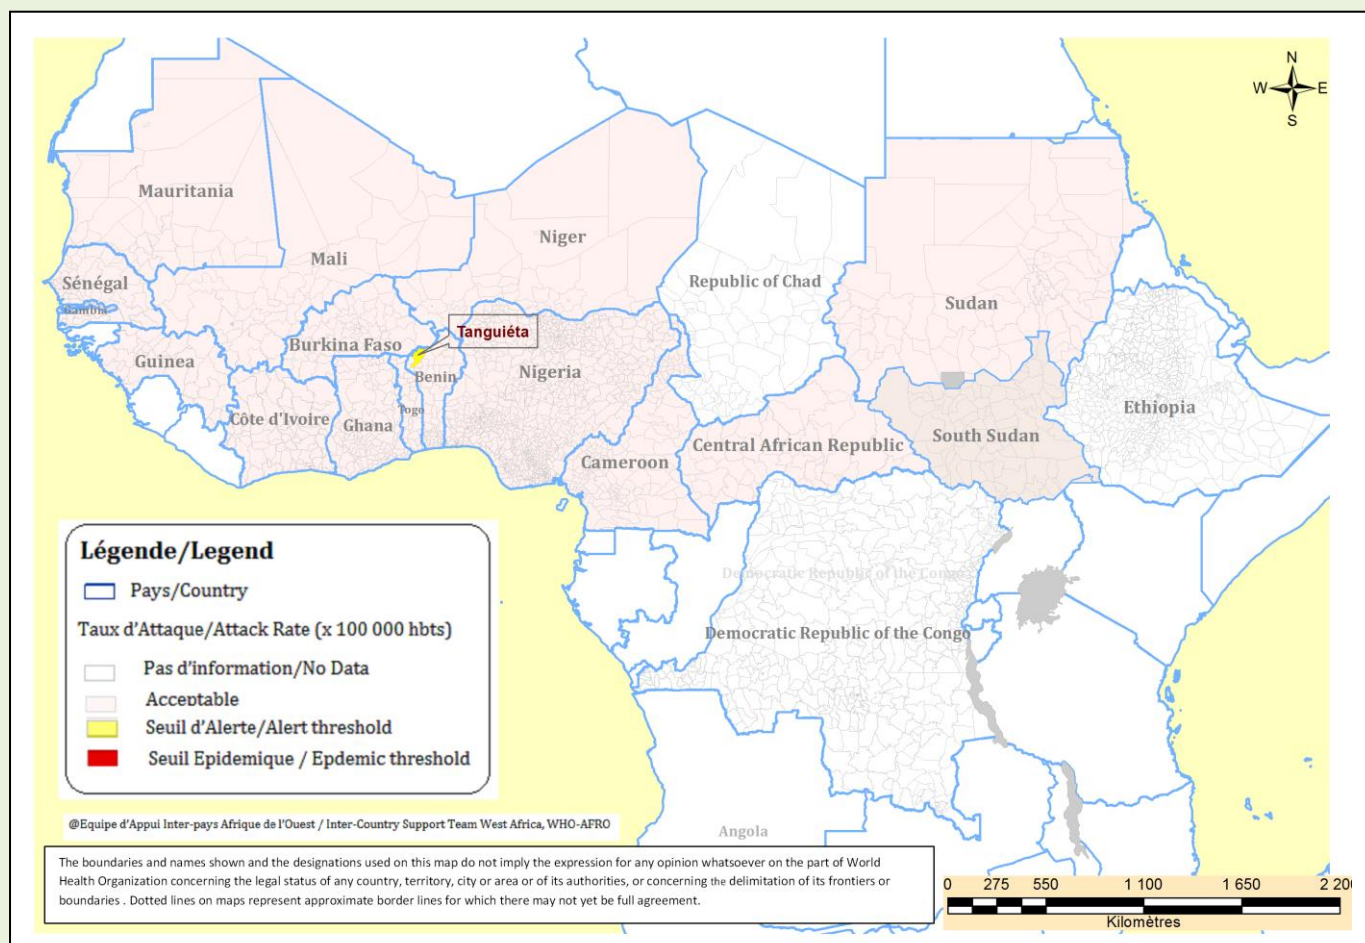 N
W E
S
Mauritania
Mali
Niger
Republic of Chad
Sudan
Sénégal
Gambia
Guinea
Burkina Faso
Tanguiéta
Benin
Nigeria
Togo
Côte d'Ivoire
Ghana
Cameroon
Central African Republic
South Sudan
Ethiopia
Democratic Republic of the Congo
Democratic Republic of the Congo
Angola
Légende/Legend
Pays/Country
Taux d'Attaque/Attack Rate (x 100 000 hbts)
Pas d'information/No Data
Acceptable
Seuil d'Alerte/Alert threshold
Seuil Epidemique / Epdemic threshold
@Equipe d'Appui Inter-pays Afrique de l'Ouest / Inter-Country Support Team West Africa, WHO-AFRO
The boundaries and names shown and the designations used on this map do not imply the expression for any opinion whatsoever on the part of World
Health Organization concerning the legal status of any country, territory, city or area or of its authorities, or concerning the delimitation of its frontiers or
boundaries . Dotted lines on maps represent approximate border lines for which there may not yet be full agreement.
0 275 550 1 100 1 650 2 200
Kilomètres